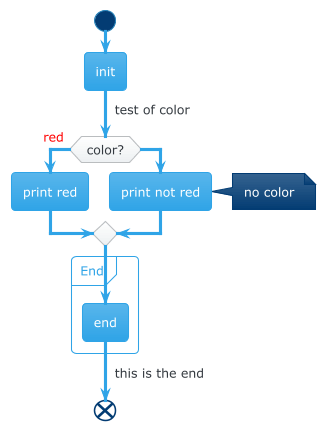 init
test of color
red
color?
print red
print not red
no color
End
end
this is the end